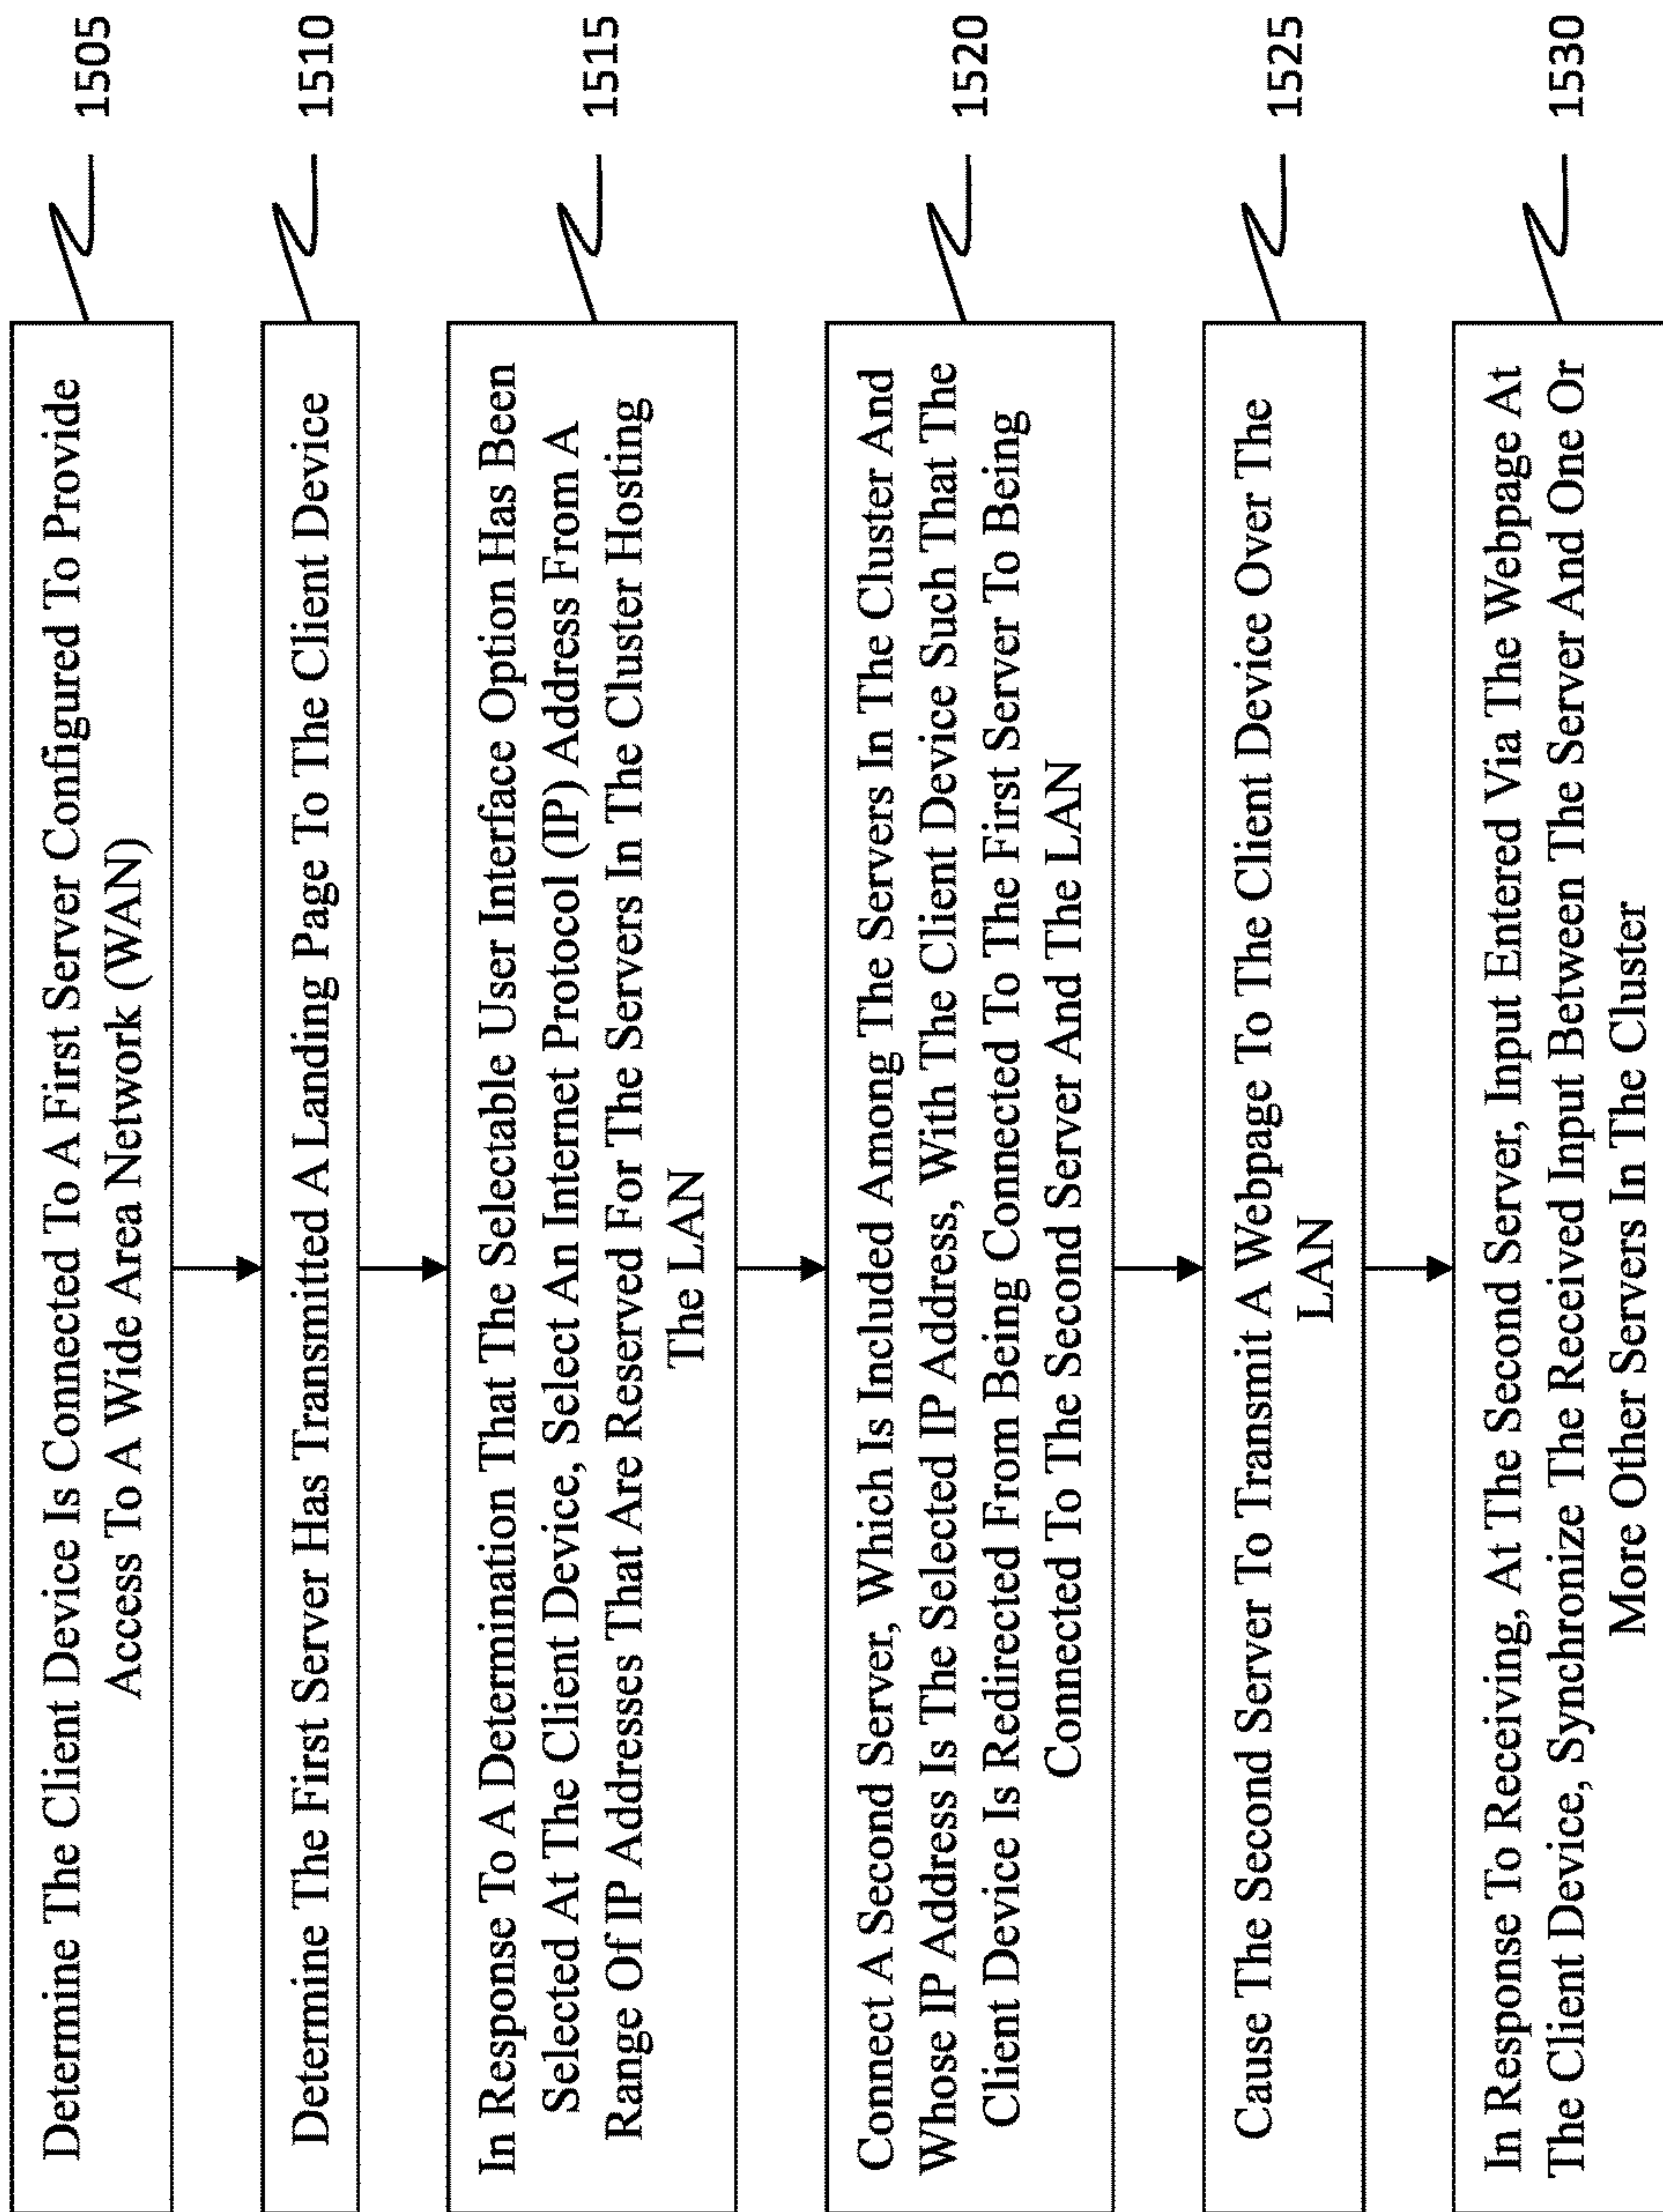 Determine The Client Device Is Connected To A First Server Configured To Provide
Access To A Wide Area Network (WAN)
1505
Determine The First Server Has Transmitted A Landing Page To The Client Device
1510
In Response To A Determination That The Selectable User Interface Option Has Been
Selected At The Client Device, Select An Internet Protocol (IP) Address From A
Range Of IP Addresses That Are Reserved For The Servers In The Cluster Hosting
The LAN
1515
Connect A Second Server, Which Is Included Among The Servers In The Cluster And
Whose IP Address Is The Selected IP Address, With The Client Device Such That The
Client Device Is Redirected From Being Connected To The First Server To Being
Connected To The Second Server And The LAN
1520
Cause The Second Server To Transmit A Webpage To The Client Device Over The
LAN
1525
In Response To Receiving, At The Second Server, Input Entered Via The Webpage At
The Client Device, Synchronize The Received Input Between The Server And One Or
More Other Servers In The Cluster
1530